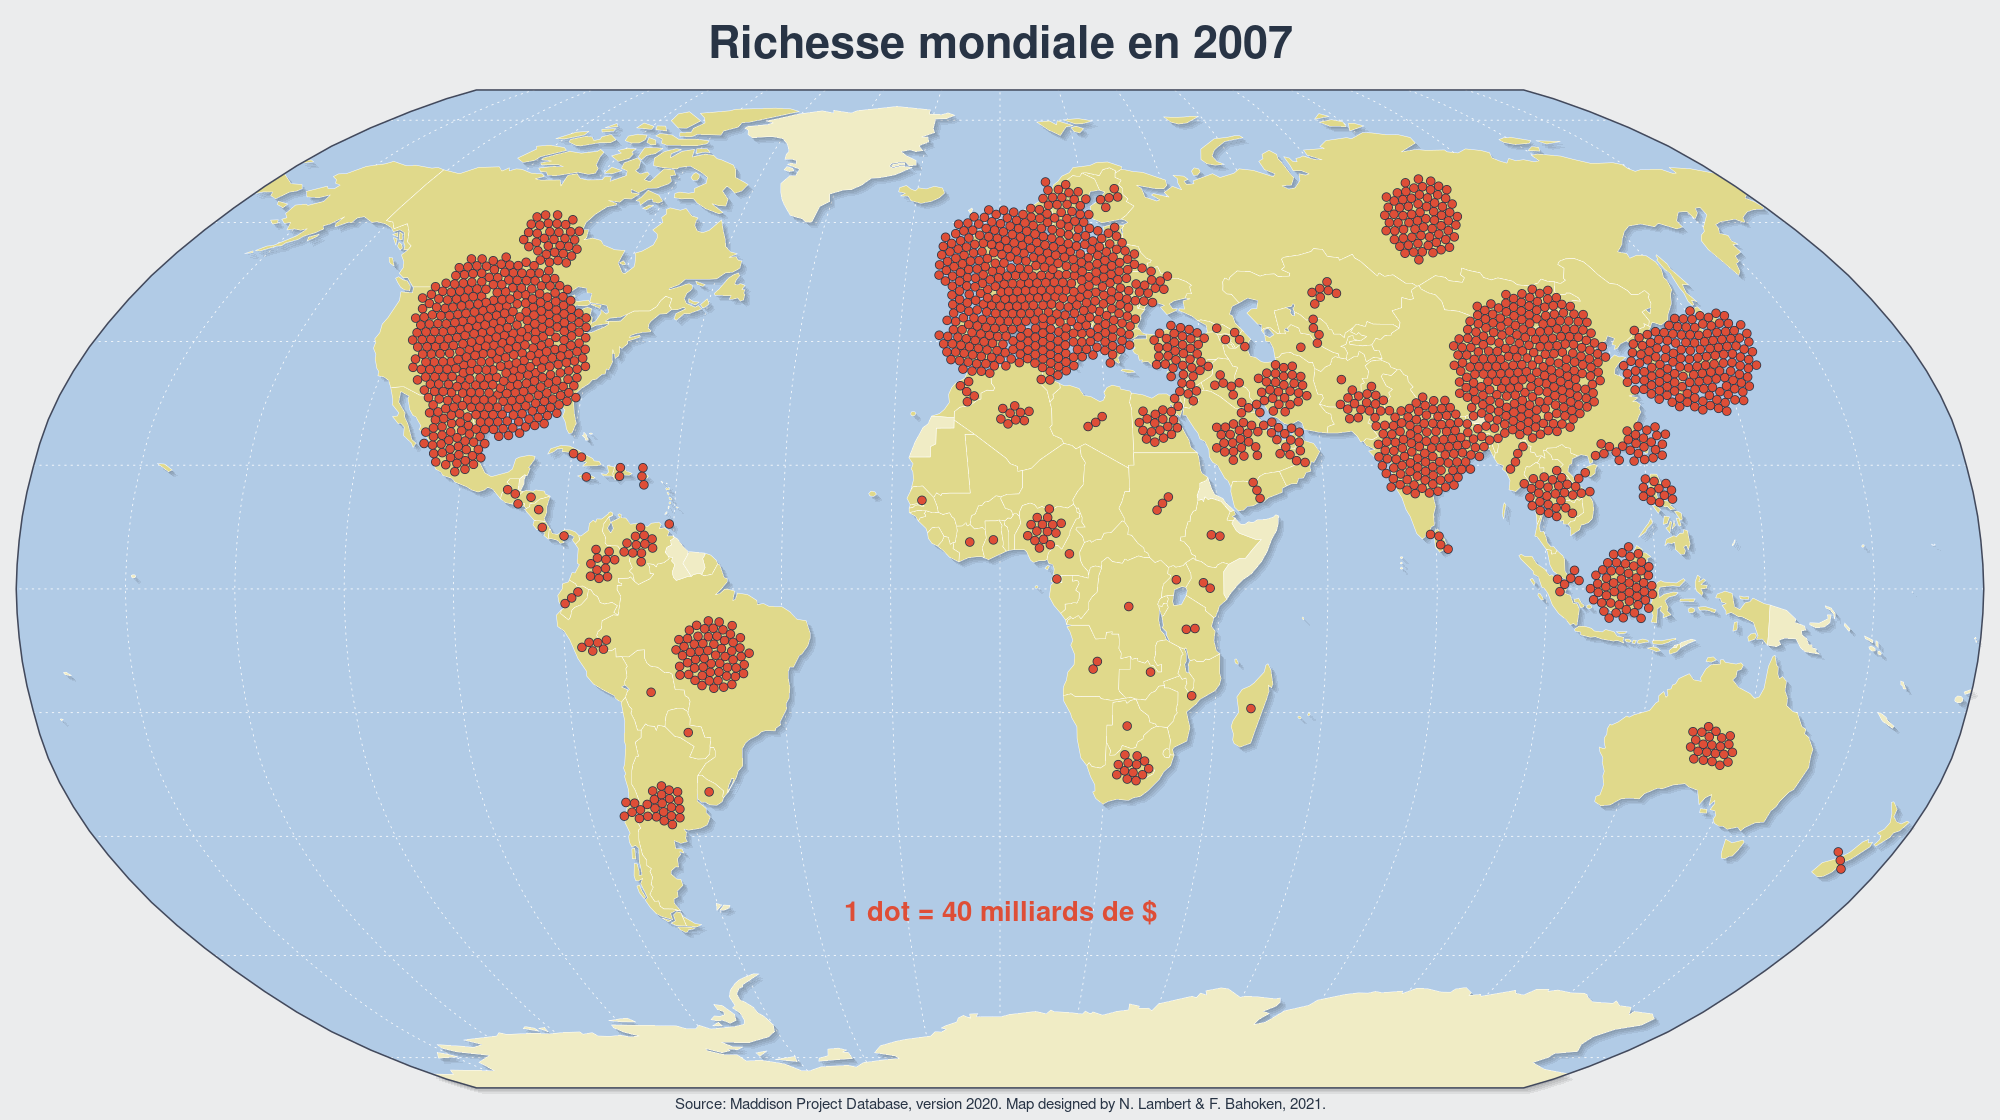 Richesse mondiale en 2007
1 dot = 40 milliards de $
Source: Maddison Project Database, version 2020. Map designed by N. Lambert & F. Bahoken, 2021.